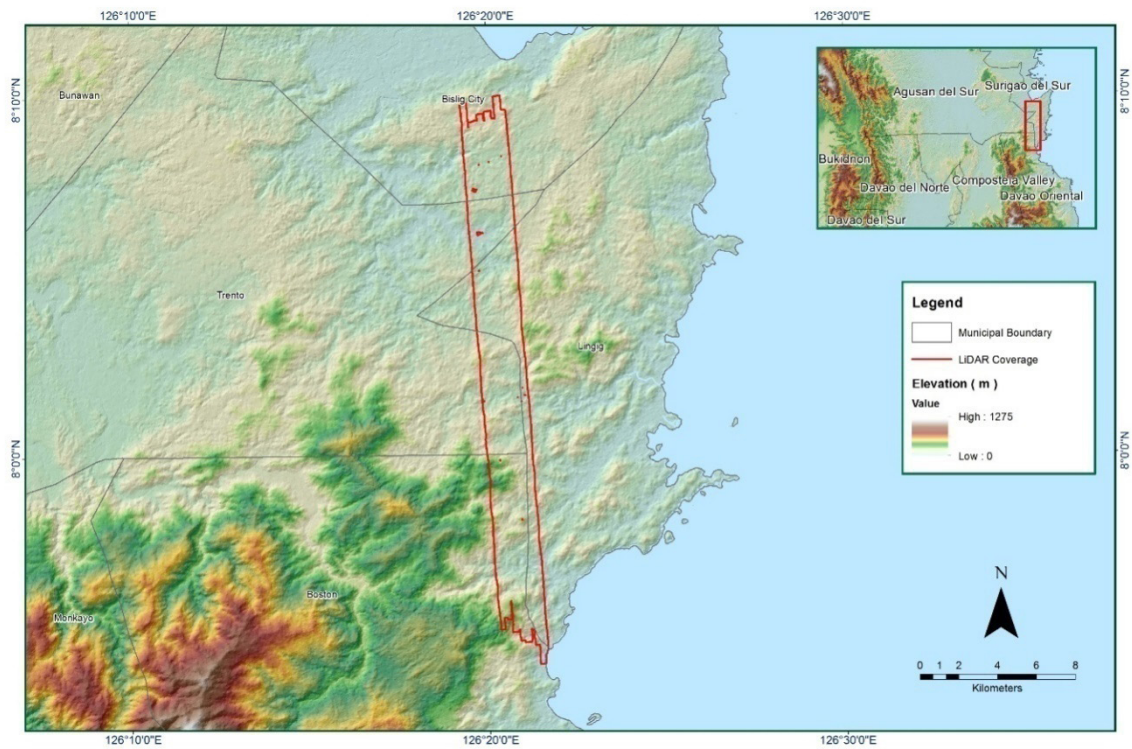 126°10'0"E 126°20'0"E 126°30'0"E
8°10'0"N
8°10'0"N
Bunawan
Bislig City
Agusan del Sur
Surigao del Sur
Bukidnon
Compostela Valley
Davao del Norte
Davao Oriental
Davao del Sur
Trento
Lingig
Legend
Municipal Boundary
LiDAR Coverage
Elevation ( m )
Value
High : 1275
Low : 0
8°0'0"N
8°0'0"N
Boston
Monkayo
N
0 1 2 4 6 8
Kilometers
126°10'0"E 126°20'0"E 126°30'0"E